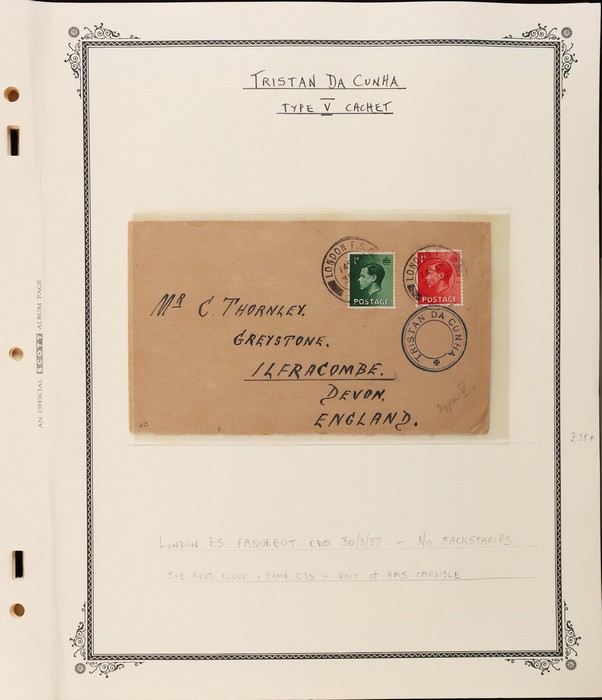 TRISTAN DA CUNHA
TYPE V CACHET
LONDON F.S.
LONDON
POSTAGE
POSTAGE
TRISTAN DA CUNHA
MR C. THORNLEY.
GREYSTONE.
ILFRACOMBE.
DEVON.
ENGLAND.
Type V.
AN OFFICIAL SCOTT ALBUM PAGE
LONDON F.S. PAQUEBOT CDS 30/3/37 - NO BACKSTAMPS
SEE NEXT COVER - SAME CDS - VISIT of HMS CARLISLE